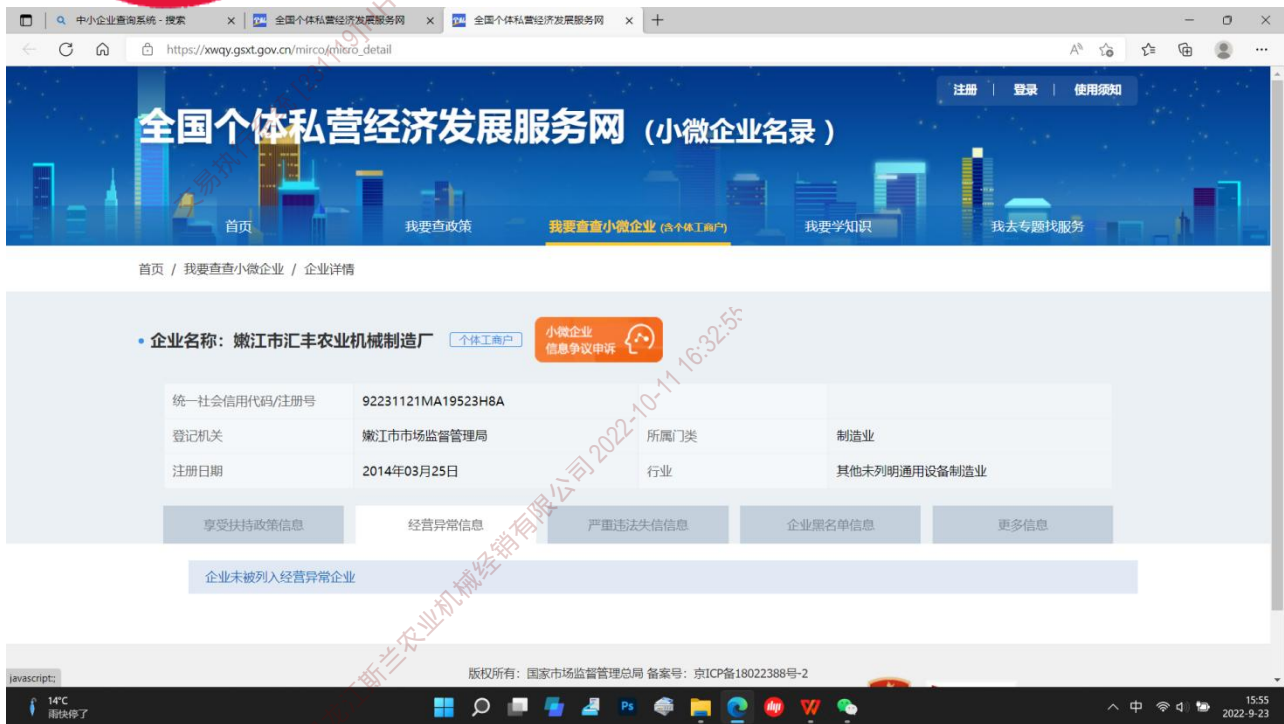 中小企业查询系统 - 搜索
全国个体私营经济发展服务网
全国个体私营经济发展服务网
https://xwqy.gsxt.gov.cn/mirco/micro_detail
注册 | 登录 | 使用须知
全国个体私营经济发展服务网 (小微企业名录)
首页 我要查政策 我要查查小微企业 (含个体工商户) 我要学知识 我去专题找服务
首页 / 我要查查小微企业 / 企业详情
• 企业名称：嫩江市汇丰农业机械制造厂 个体工商户
小微企业
信息争议申诉
统一社会信用代码/注册号 92231121MA19523H8A
登记机关 嫩江市市场监督管理局 所属门类 制造业
注册日期 2014年03月25日 行业 其他未列明通用设备制造业
享受扶持政策信息 经营异常信息 严重违法失信信息 企业黑名单信息 更多信息
企业未被列入经营异常企业
版权所有：国家市场监督管理总局 备案号：京ICP备18022388号-2
javascript:;
14°C
雨快停了
Ps
中
15:55
2022-9-23
斯兰农业机械经销有限公司 2022-10-11 16:32:55